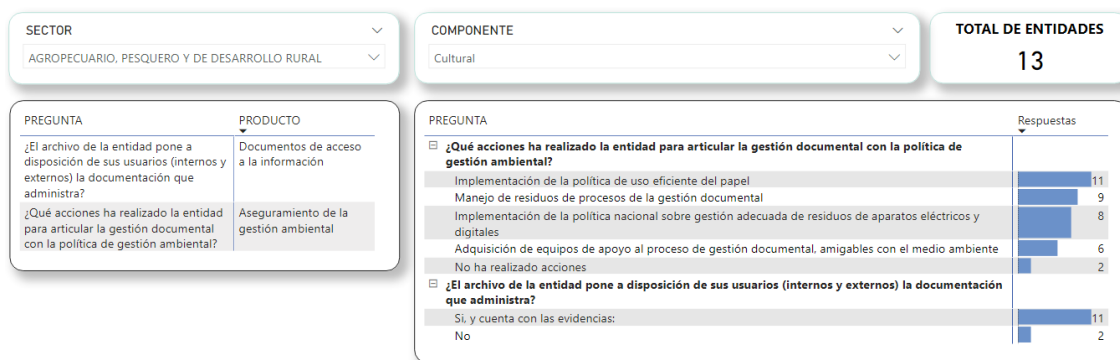 SECTOR
AGROPECUARIO, PESQUERO Y DE DESARROLLO RURAL
COMPONENTE
Cultural
TOTAL DE ENTIDADES
13
PREGUNTA PRODUCTO
¿El archivo de la entidad pone a
disposición de sus usuarios (internos y
externos) la documentación que
administra?
Documentos de acceso
a la información
¿Qué acciones ha realizado la entidad
para articular la gestión documental
con la política de gestión ambiental?
Aseguramiento de la
gestión ambiental
PREGUNTA Respuestas
¿Qué acciones ha realizado la entidad para articular la gestión documental con la política de
gestión ambiental?
Implementación de la política de uso eficiente del papel 11
Manejo de residuos de procesos de la gestión documental 9
Implementación de la política nacional sobre gestión adecuada de residuos de aparatos eléctricos y 8
digitales
Adquisición de equipos de apoyo al proceso de gestión documental, amigables con el medio ambiente 6
No ha realizado acciones 2
¿El archivo de la entidad pone a disposición de sus usuarios (internos y externos) la documentación
que administra?
Si, y cuenta con las evidencias: 11
No 2